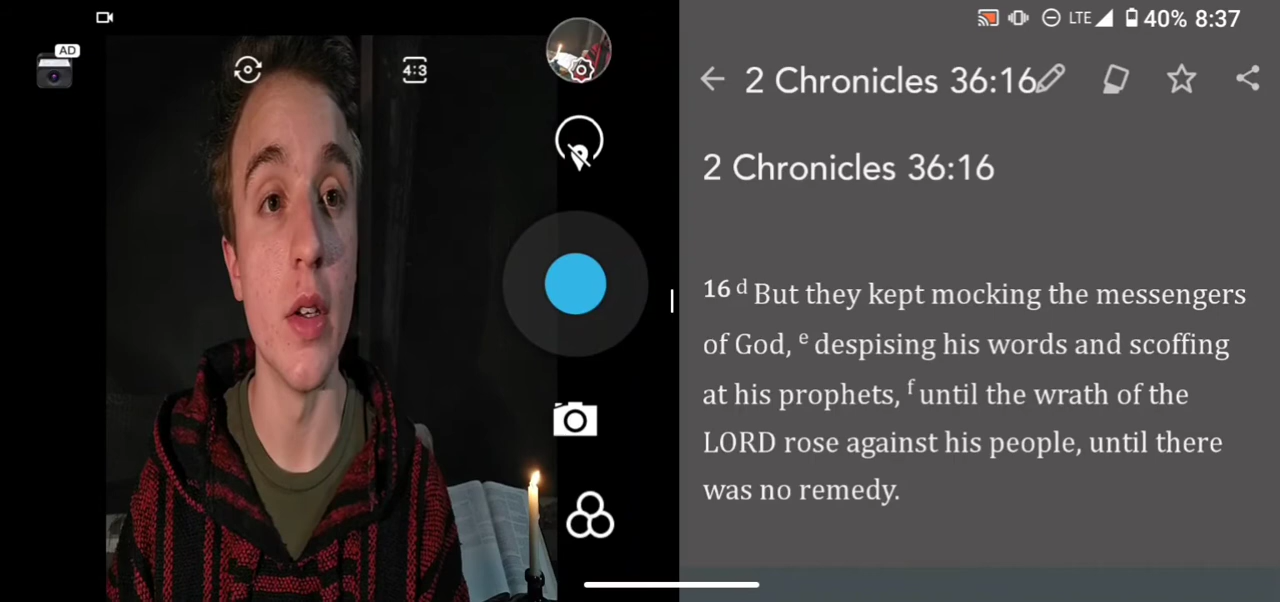 AD
4:3
LTE 40% 8:37
2 Chronicles 36:16
2 Chronicles 36:16
16 d But they kept mocking the messengers
of God, e despising his words and scoffing
at his prophets, f until the wrath of the
LORD rose against his people, until there
was no remedy.